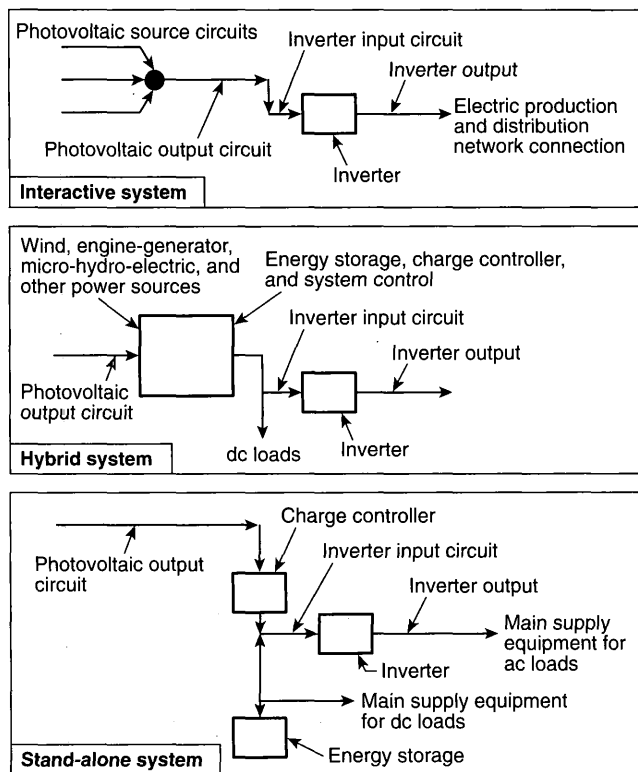 Photovoltaic source circuits
Inverter input circuit
Inverter output
Photovoltaic output circuit
Electric production
and distribution
network connection
Inverter
Interactive system
Wind, engine-generator,
micro-hydro-electric, and
other power sources
Energy storage, charge controller,
and system control
Inverter input circuit
Inverter output
Photovoltaic
output circuit
dc loads
Inverter
Hybrid system
Charge controller
Photovoltaic output
circuit
Inverter input circuit
Inverter output
Main supply
equipment for
ac loads
Inverter
Main supply equipment
for dc loads
Energy storage
Stand-alone system